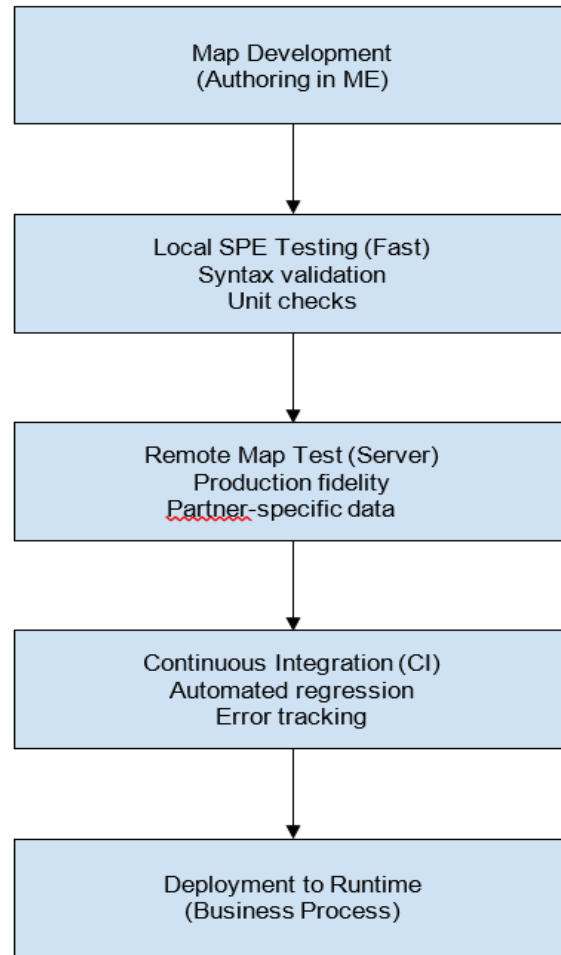 Map Development
(Authoring in ME)
Local SPE Testing (Fast)
Syntax validation
Unit checks
Remote Map Test (Server)
Production fidelity
Partner-specific data
Continuous Integration (CI)
Automated regression
Error tracking
Deployment to Runtime
(Business Process)